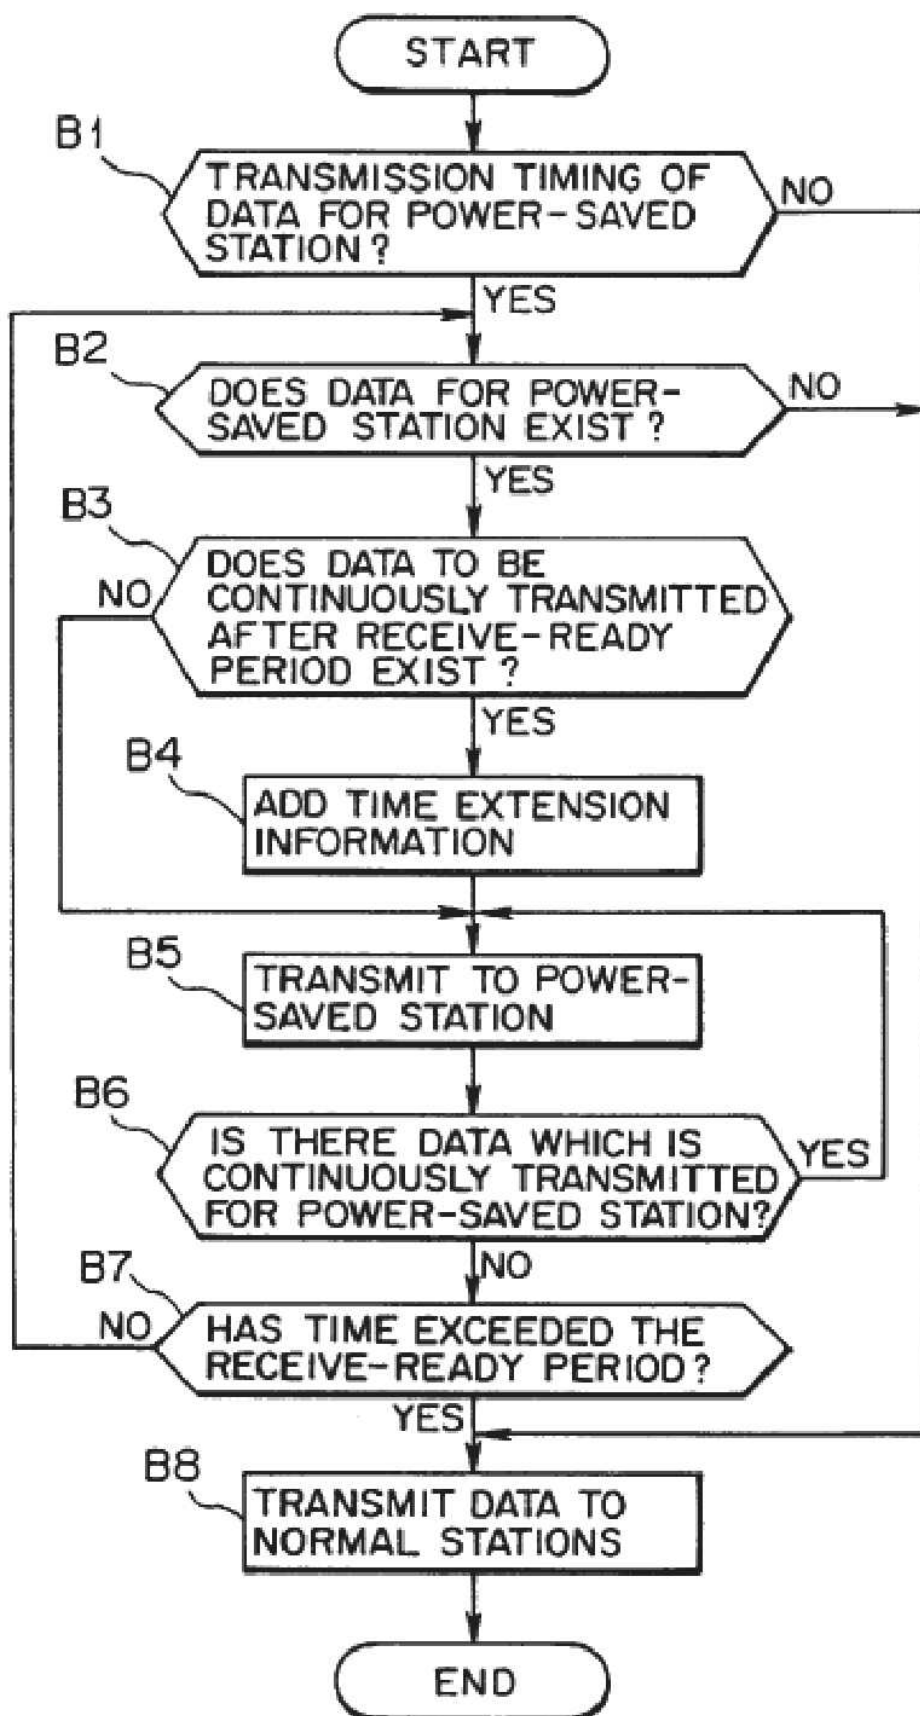 START
B1
TRANSMISSION TIMING OF
DATA FOR POWER-SAVED
STATION?
NO
YES
B2
DOES DATA FOR POWER-
SAVED STATION EXIST?
NO
YES
B3
DOES DATA TO BE
CONTINUOUSLY TRANSMITTED
AFTER RECEIVE-READY
PERIOD EXIST?
NO
YES
B4
ADD TIME EXTENSION
INFORMATION
B5
TRANSMIT TO POWER-
SAVED STATION
B6
IS THERE DATA WHICH IS
CONTINUOUSLY TRANSMITTED
FOR POWER-SAVED STATION?
YES
NO
B7
HAS TIME EXCEEDED THE
RECEIVE-READY PERIOD?
NO
YES
B8
TRANSMIT DATA TO
NORMAL STATIONS
END